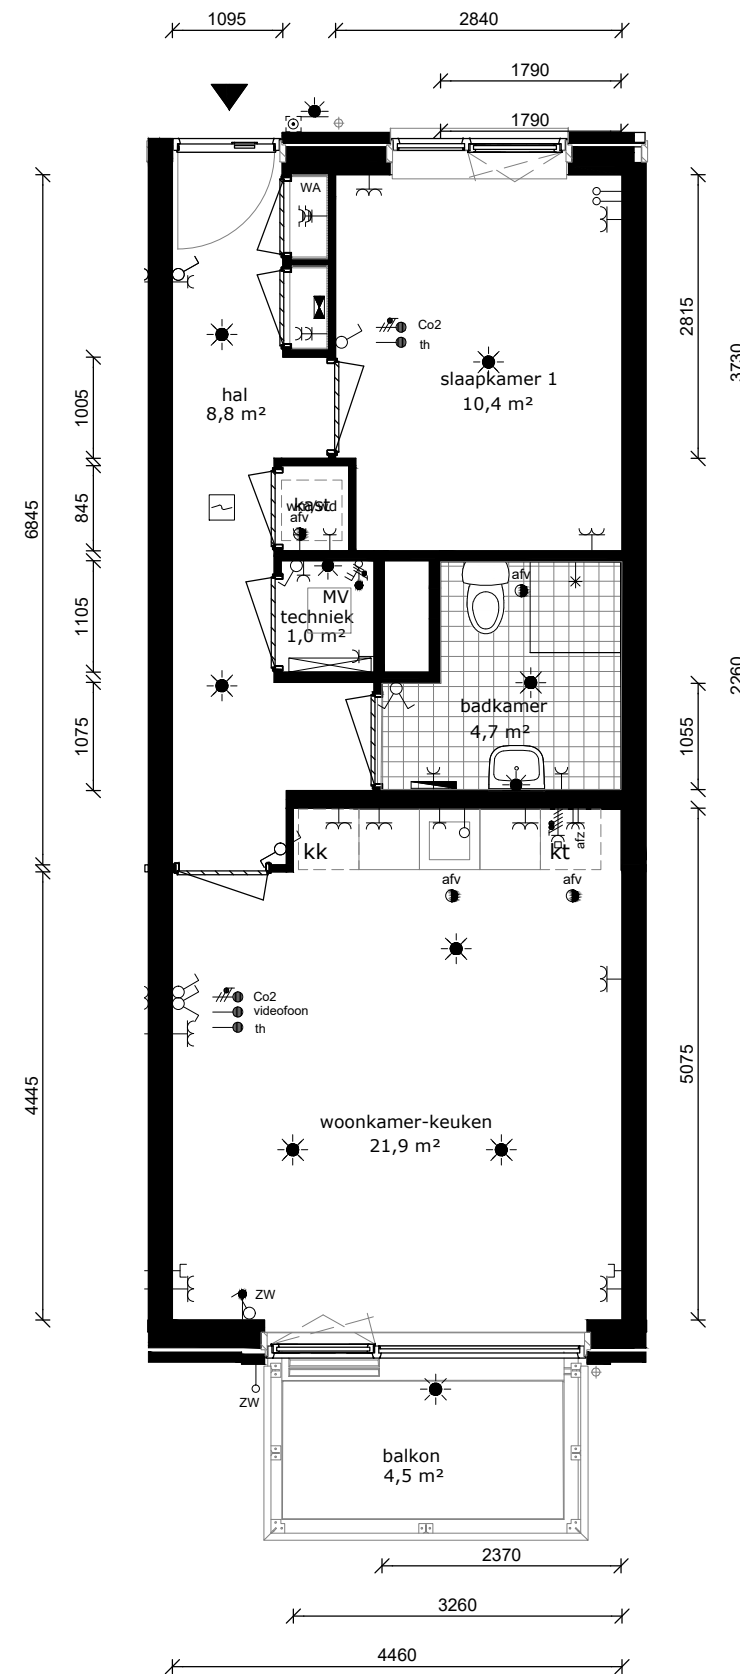 1095
2840
1790
1790
WA
Co2
th
2815
3730
slaapkamer 1
10,4 m²
hal
8,8 m²
1005
845
6845
kast
wm/wd
afv
1105
MV
techniek
1,0 m²
afv
2260
badkamer
4,7 m²
1075
1055
kk
kt
afz
afv
afv
Co2
videofoon
th
5075
4445
woonkamer-keuken
21,9 m²
ZW
ZW
balkon
4,5 m²
2370
3260
4460